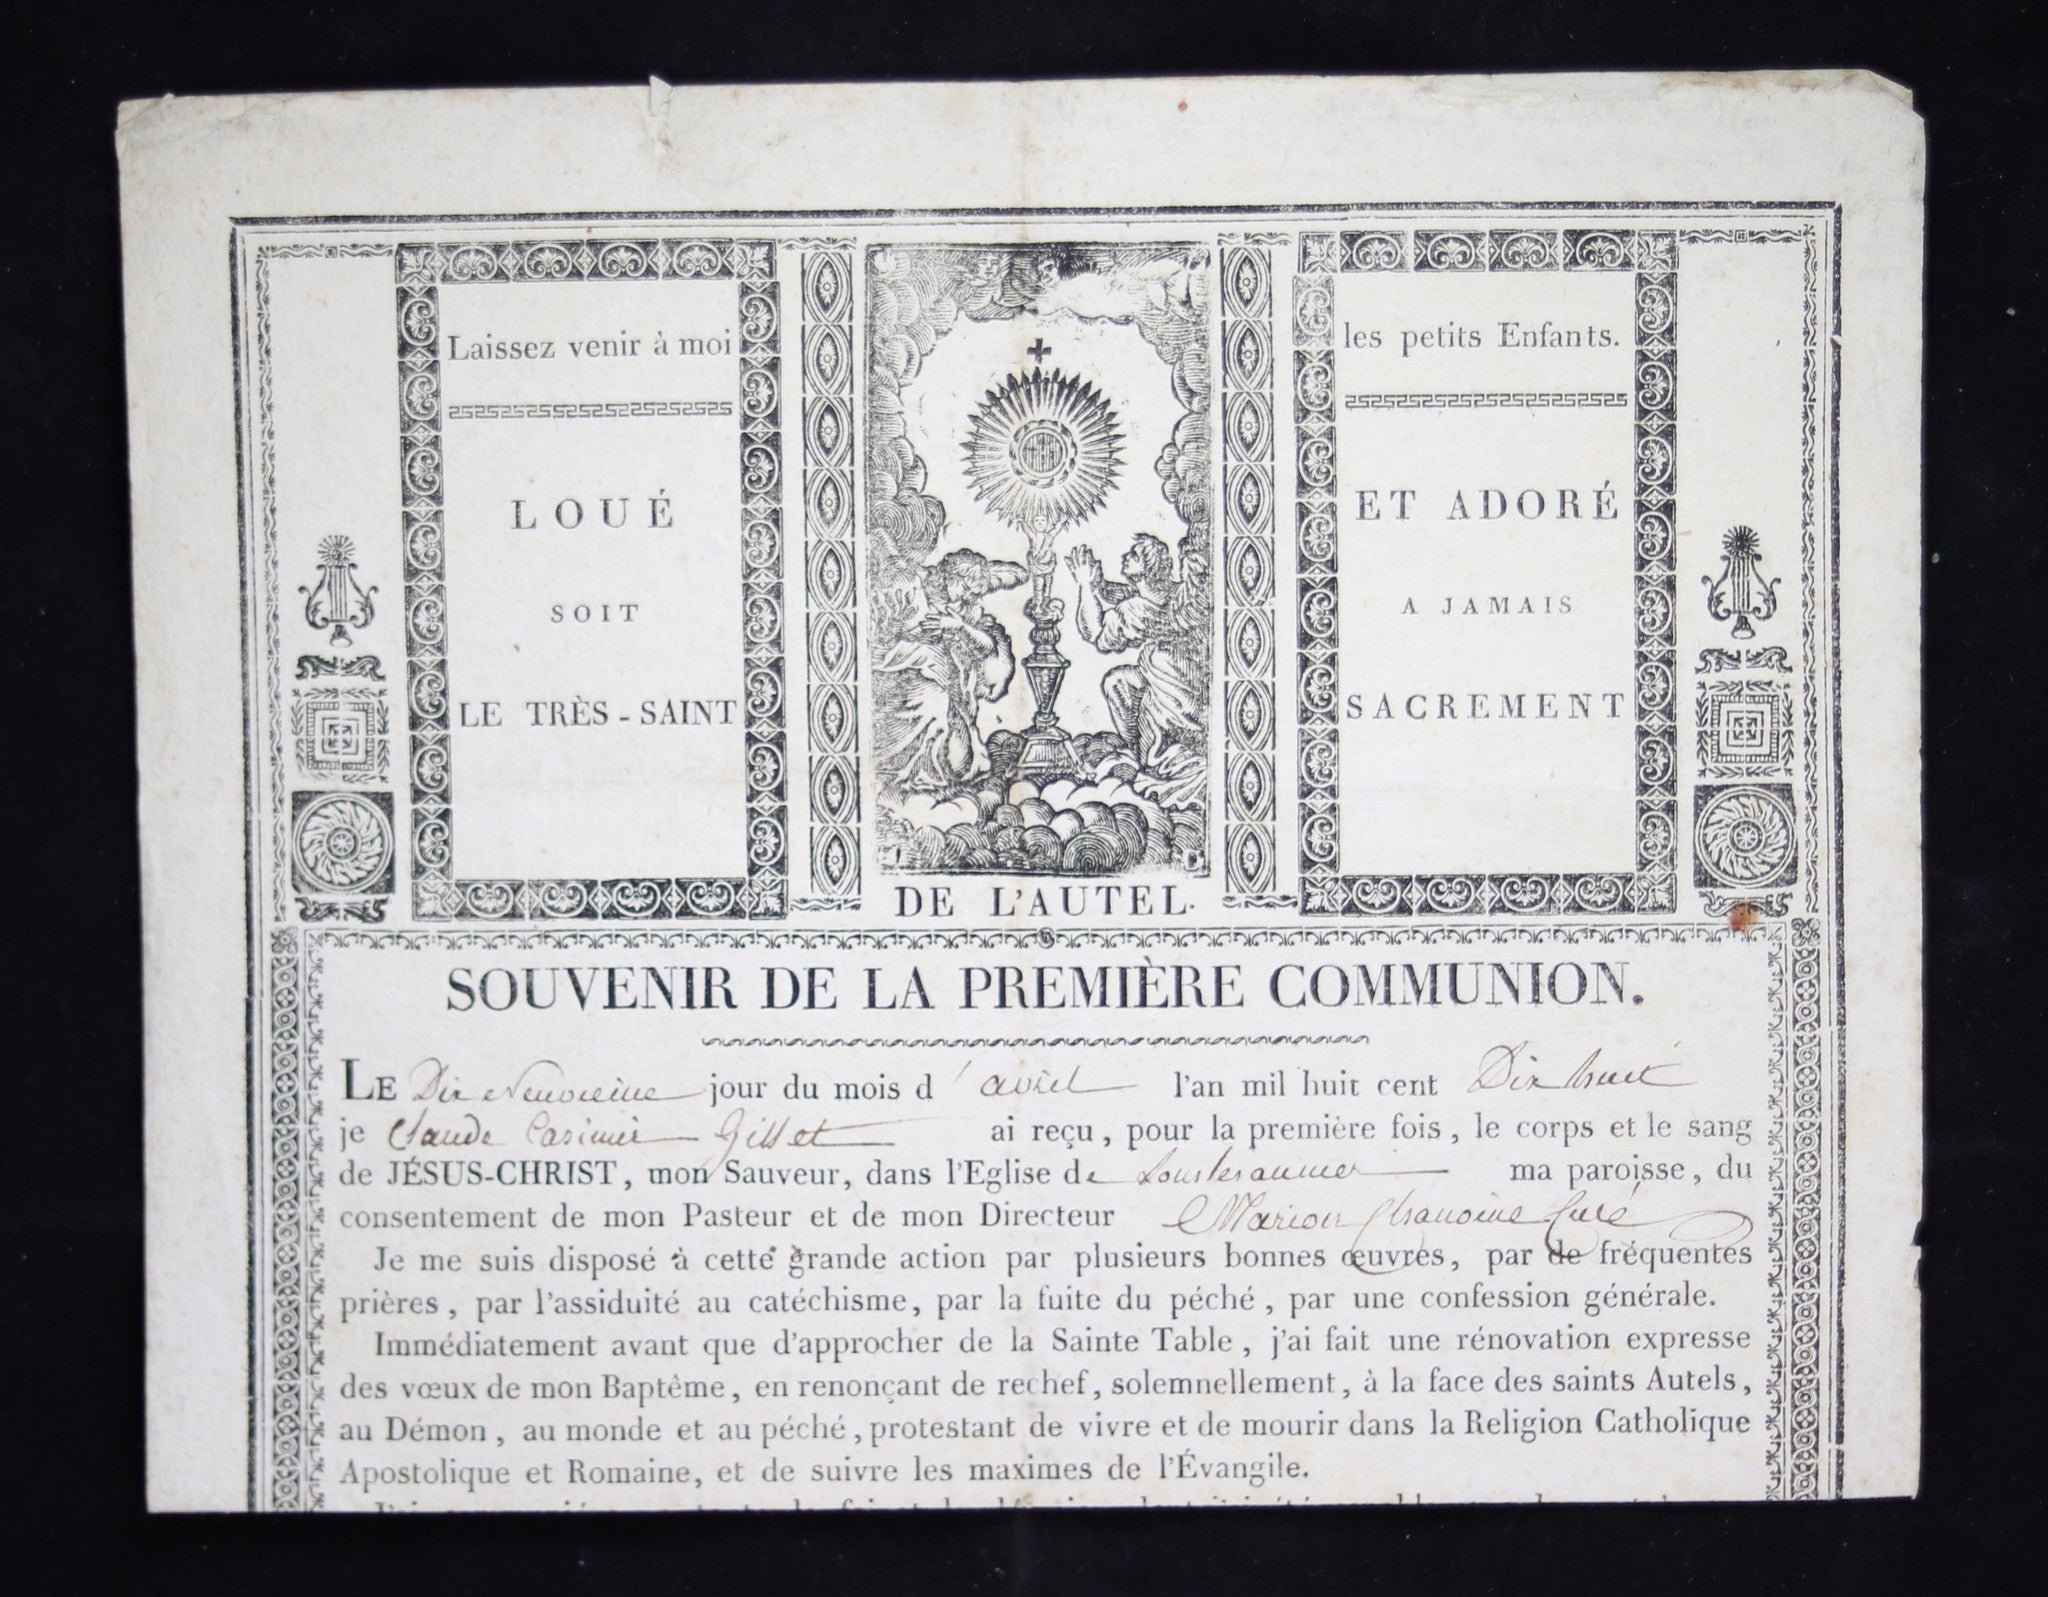 Laissez venir à moi
les petits Enfants.
LOUÉ
SOIT
LE TRÈS-SAINT
ET ADORÉ
A JAMAIS
SACREMENT
DE L'AUTEL.
SOUVENIR DE LA PREMIÈRE COMMUNION.
LE Dix Neuvieme jour du mois d'avril l'an mil huit cent Dix huit
je Claude Casimir Gillet ai reçu, pour la première fois, le corps et le sang
de JÉSUS-CHRIST, mon Sauveur, dans l'Eglise de ma paroisse, du
consentement de mon Pasteur et de mon Directeur Marion Chanoine Curé
Je me suis disposé à cette grande action par plusieurs bonnes œuvres, par de fréquentes
prières, par l'assiduité au catéchisme, par la fuite du péché, par une confession générale.
Immédiatement avant que d'approcher de la Sainte Table, j'ai fait une rénovation expresse
des vœux de mon Baptême, en renonçant de rechef, solemnellement, à la face des saints Autels,
au Démon, au monde et au péché, protestant de vivre et de mourir dans la Religion Catholique
Apostolique et Romaine, et de suivre les maximes de l'Évangile.